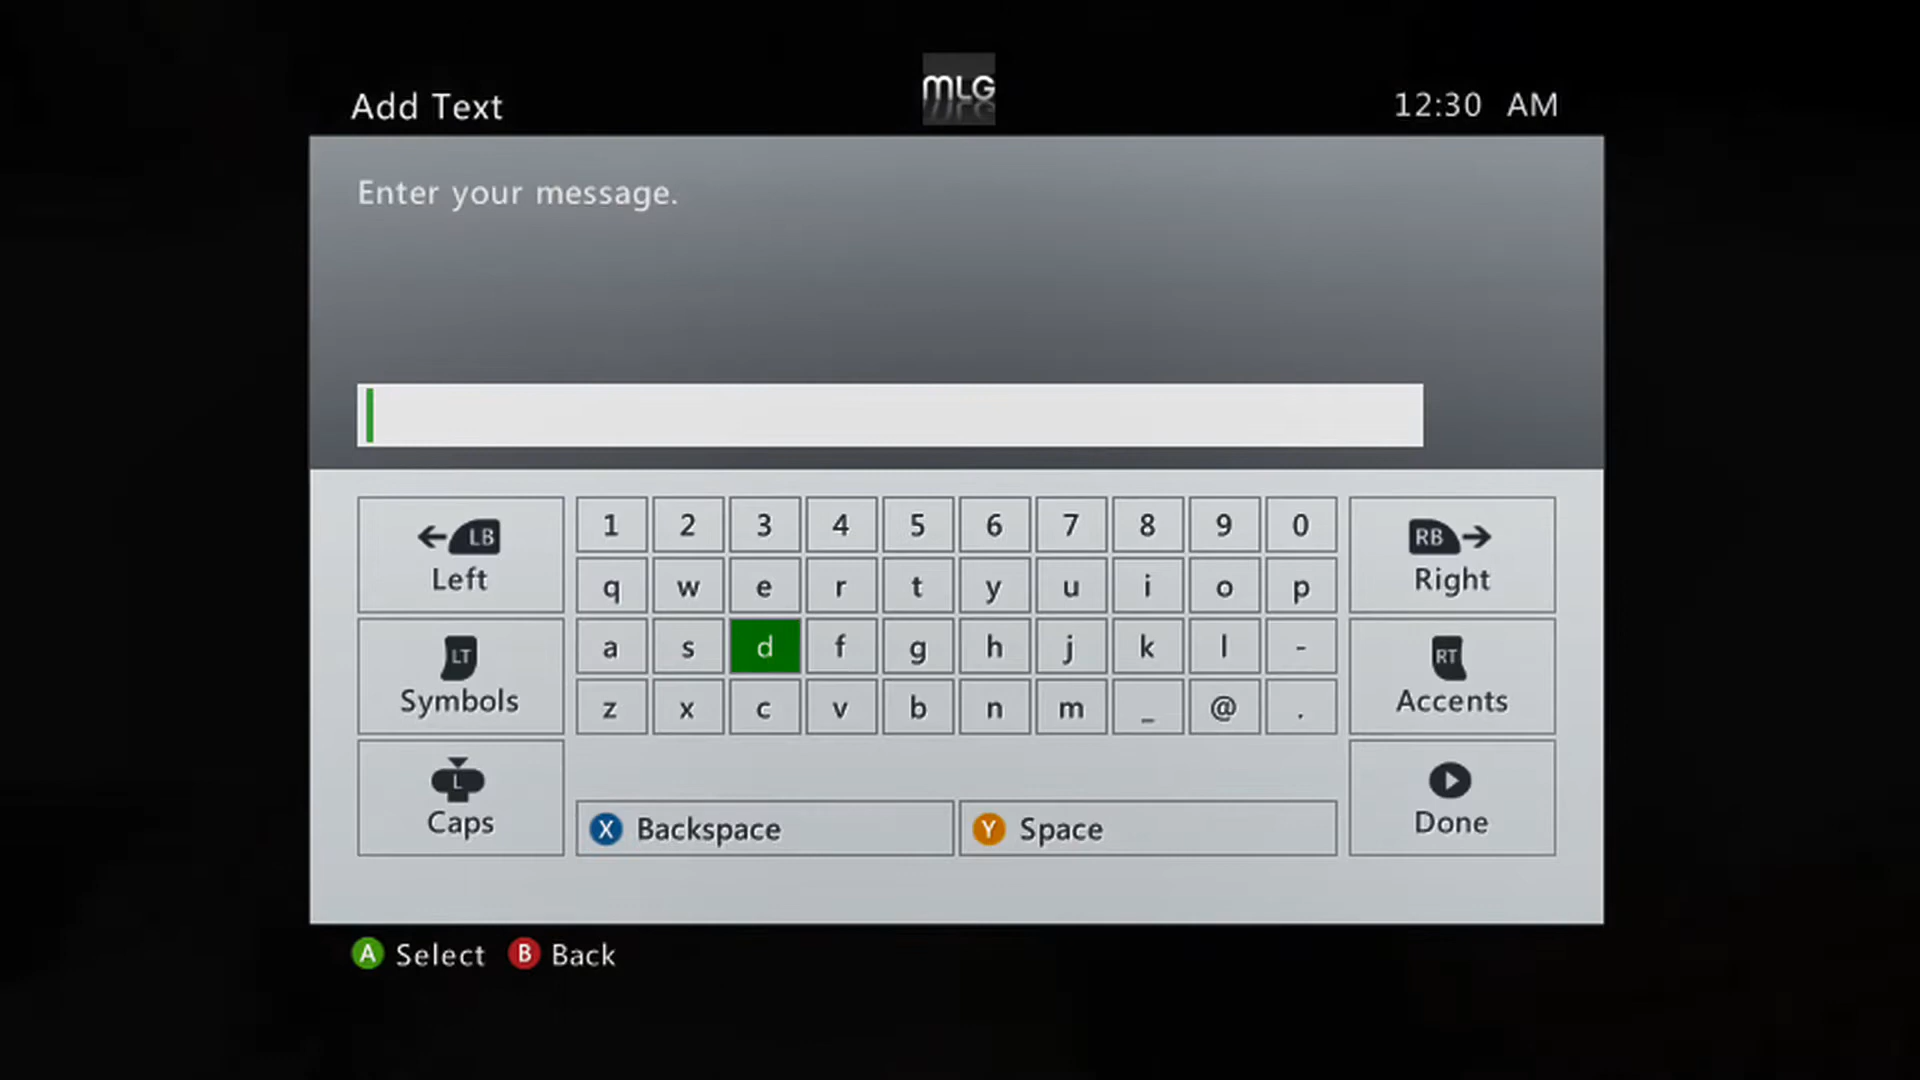 MLG
Add Text
12:30 AM
Enter your message.
LB
Left
1 2 3 4 5 6 7 8 9 0
RB
Right
q w e r t y u i o p
LT
Symbols
a s d f g h j k l -
RT
Accents
z x c v b n m _ @ .
L
Caps
X Backspace
Y Space
Done
A Select B Back